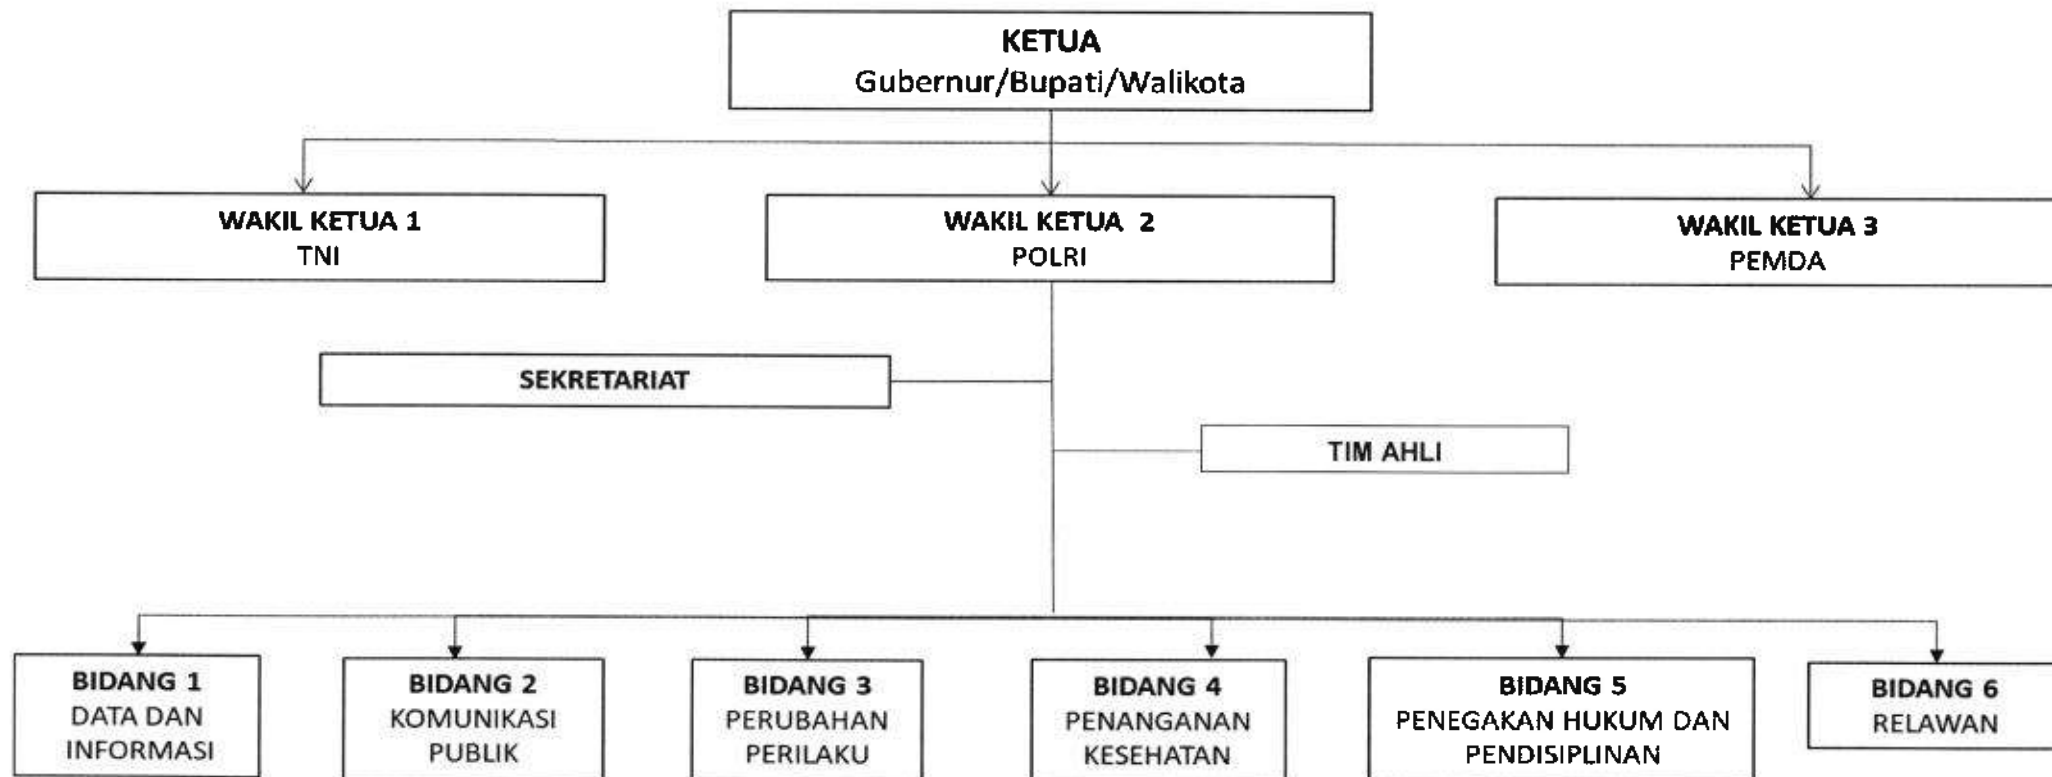 KETUA
Gubernur/Bupati/Walikota
WAKIL KETUA 1
TNI
WAKIL KETUA 2
POLRI
WAKIL KETUA 3
PEMDA
SEKRETARIAT
TIM AHLI
BIDANG 1
DATA DAN
INFORMASI
BIDANG 2
KOMUNIKASI
PUBLIK
BIDANG 3
PERUBAHAN
PERILAKU
BIDANG 4
PENANGANAN
KESEHATAN
BIDANG 5
PENEGAKAN HUKUM DAN
PENDISIPLINAN
BIDANG 6
RELAWAN